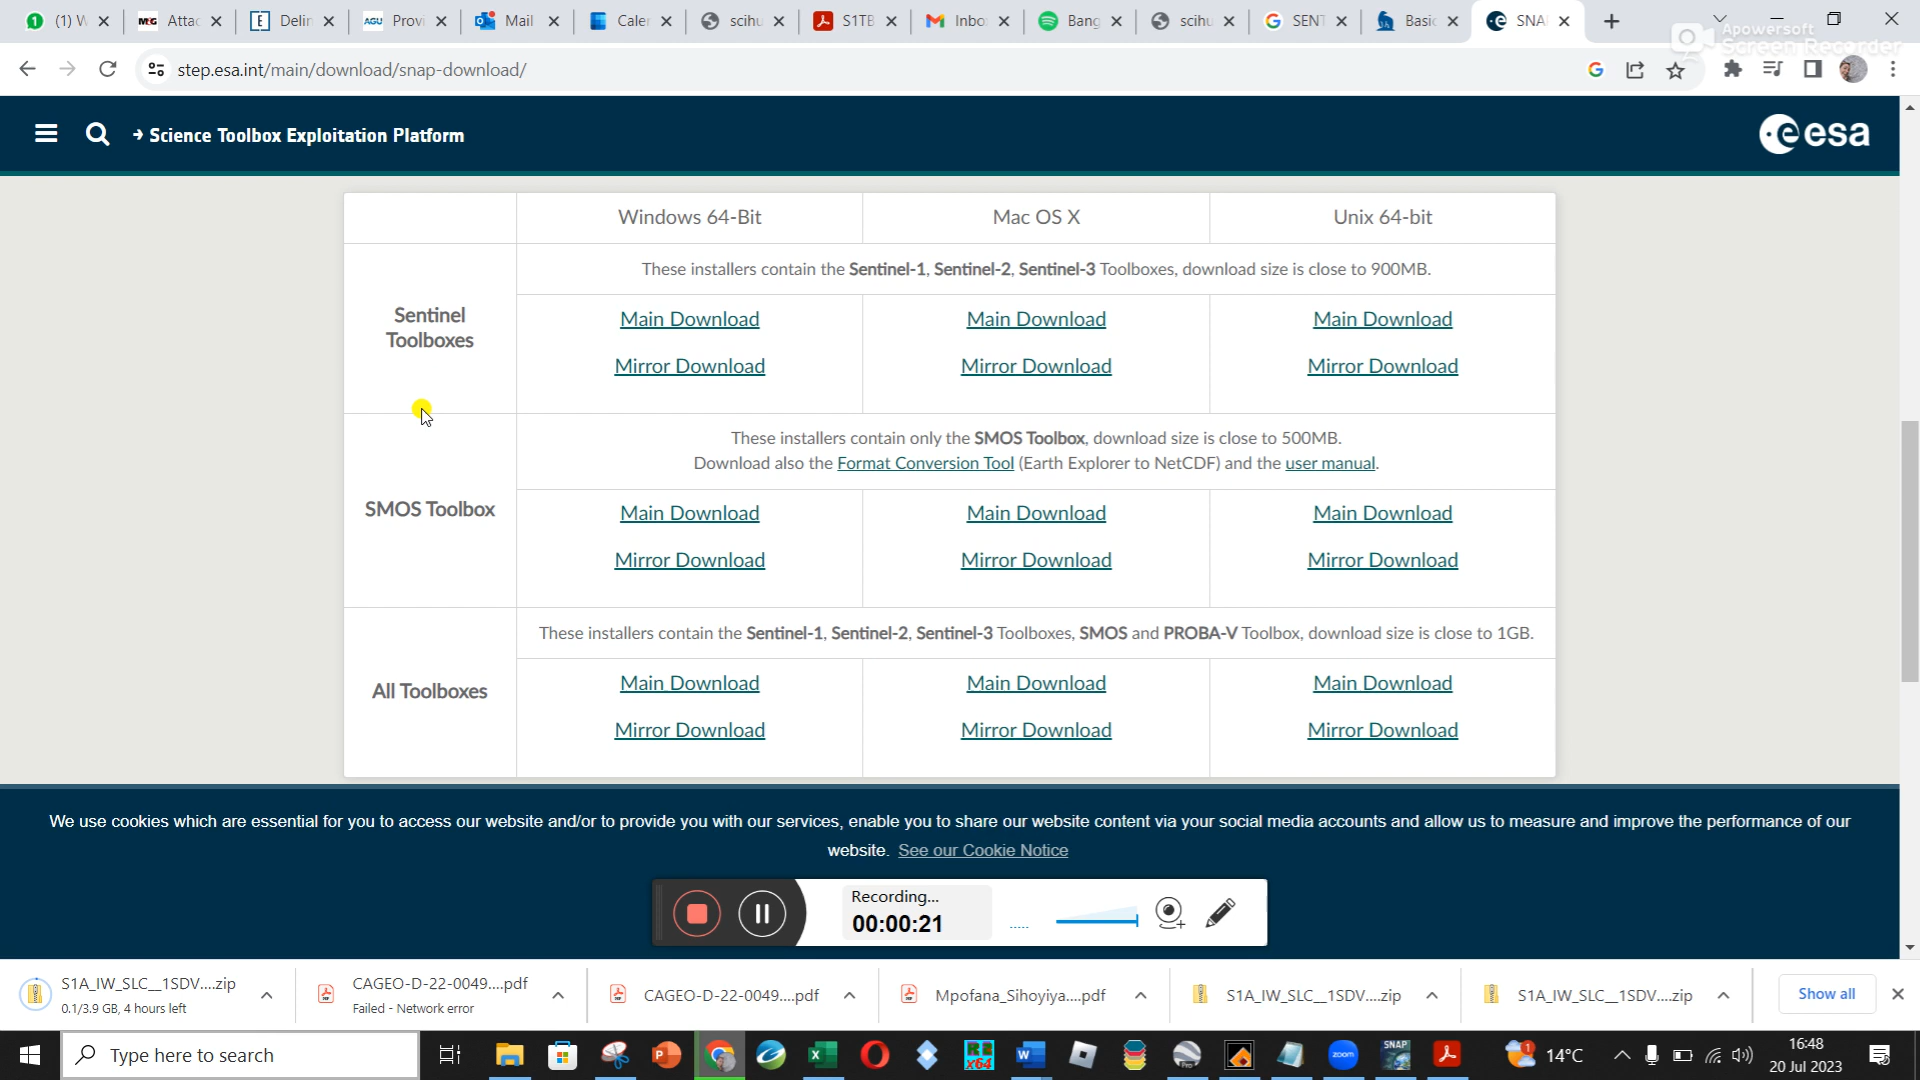 (1) W
Attac
Delin
Provi
Mail
Caler
scihu
S1TB
Inbo
Bang
scihu
SENT
Basic
SNA
step.esa.int/main/download/snap-download/
Apowersoft
Screen Recorder
Science Toolbox Exploitation Platform
esa
Windows 64-Bit
Mac OS X
Unix 64-bit
These installers contain the Sentinel-1, Sentinel-2, Sentinel-3 Toolboxes, download size is close to 900MB.
Sentinel
Toolboxes
Main Download
Main Download
Main Download
Mirror Download
Mirror Download
Mirror Download
These installers contain only the SMOS Toolbox, download size is close to 500MB.
Download also the Format Conversion Tool (Earth Explorer to NetCDF) and the user manual.
SMOS Toolbox
Main Download
Main Download
Main Download
Mirror Download
Mirror Download
Mirror Download
These installers contain the Sentinel-1, Sentinel-2, Sentinel-3 Toolboxes, SMOS and PROBA-V Toolbox, download size is close to 1GB.
All Toolboxes
Main Download
Main Download
Main Download
Mirror Download
Mirror Download
Mirror Download
We use cookies which are essential for you to access our website and/or to provide you with our services, enable you to share our website content via your social media accounts and allow us to measure and improve the performance of our
website. See our Cookie Notice
Recording...
00:00:21
S1A_IW_SLC__1SDV....zip
0.1/3.9 GB, 4 hours left
CAGEO-D-22-0049....pdf
Failed - Network error
CAGEO-D-22-0049....pdf
Mpofana_Sihoyiya....pdf
S1A_IW_SLC__1SDV....zip
S1A_IW_SLC__1SDV....zip
Show all
Type here to search
14°C
16:48
20 Jul 2023